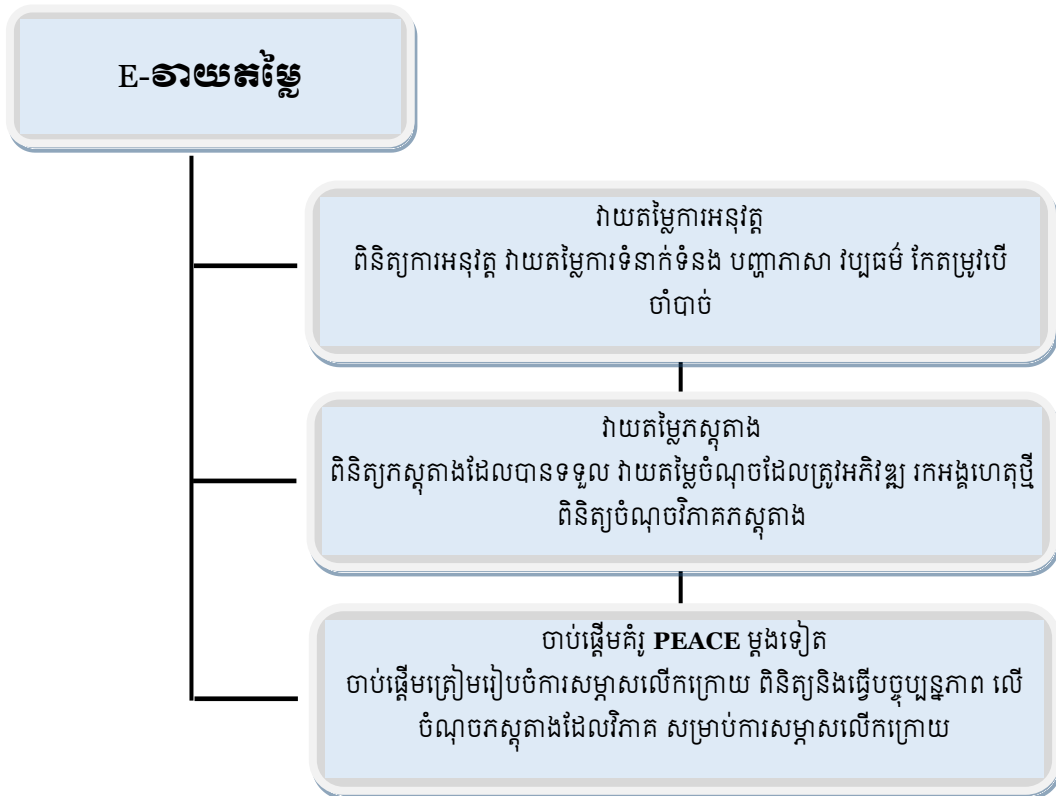 E-វាយតម្លៃ
វាយតម្លៃការអនុវត្ត
ពិនិត្យការអនុវត្ត វាយតម្លៃការទំនាក់ទំនង បញ្ហាភាសា វប្បធម៌ កែតម្រូវបើ
ចាំបាច់
វាយតម្លៃភស្តុតាង
ពិនិត្យភស្តុតាងដែលបានទទួល វាយតម្លៃចំណុចដែលត្រូវអភិវឌ្ឍ រកអង្គហេតុថ្មី
ពិនិត្យចំណុចវិភាគភស្តុតាង
ចាប់ផ្តើមគំរូ PEACE ម្តងទៀត
ចាប់ផ្តើមត្រៀមរៀបចំការសម្ភាសលើកក្រោយ ពិនិត្យនិងធ្វើបច្ចុប្បន្នភាព លើ
ចំណុចភស្តុតាងដែលវិភាគ សម្រាប់ការសម្ភាសលើកក្រោយ